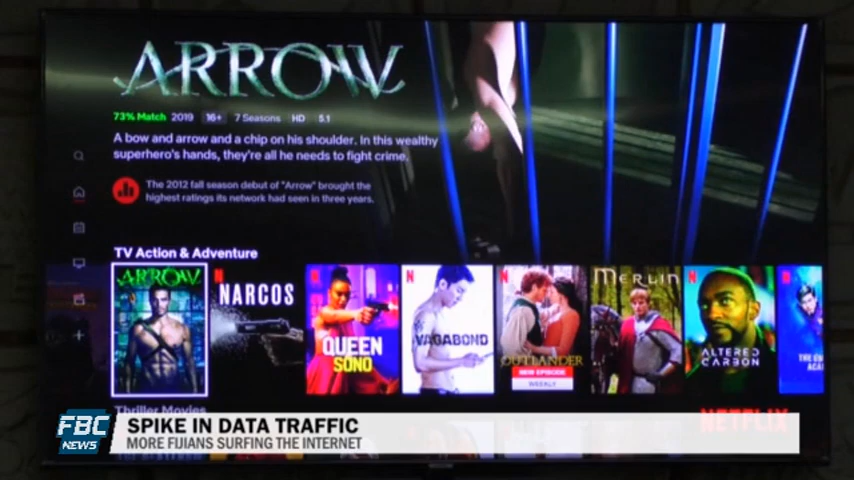 ARROW
73% Match 2019 16+ 7 Seasons HD 5.1
A bow and arrow and a chip on his shoulder. In this wealthy
superhero's hands, they're all he needs to fight crime.
The 2012 fall season debut of "Arrow" brought the
highest ratings its network had seen in three years.
TV Action & Adventure
ARROW
N
NARCOS
N
QUEEN
SONO
N
VAGABOND
N
OUTLANDER
NEW EPISODE
WEEKLY
MERLIN
N
ALTERED
CARBON
N
Thriller Movies
NETFLIX
FBC
NEWS
SPIKE IN DATA TRAFFIC
MORE FIJIANS SURFING THE INTERNET